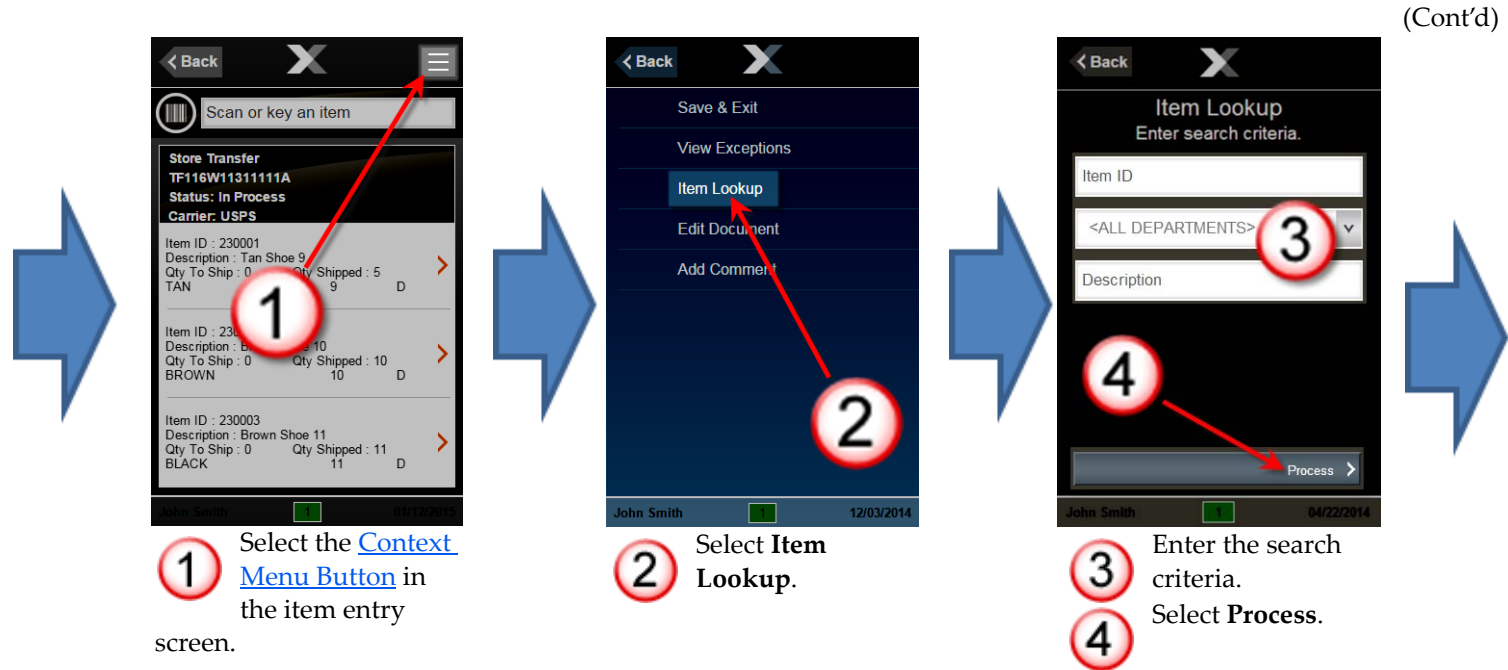 (Cont'd)
Back
Scan or key an item
Store Transfer
TF116W11311111A
Status: In Process
Carrier: USPS
Item ID : 230001
Description : Tan Shoe 9
Qty To Ship : 0 Qty Shipped : 5
TAN 9 D
Item ID :
Description : 10
Qty To Ship : 0 Qty Shipped : 10
BROWN 10 D
Item ID : 230003
Description : Brown Shoe 11
Qty To Ship : 0 Qty Shipped : 11
BLACK 11 D
John Smith 1 01/12/2015
1
1 Select the Context
Menu Button in
the item entry
screen.
Back
Save & Exit
View Exceptions
Item Lookup
Edit Document
Add Comment
2
John Smith 1 12/03/2014
2 Select Item
Lookup.
Back
Item Lookup
Enter search criteria.
Item ID
<ALL DEPARTMENTS>
3
Description
4
Process
John Smith 1 04/22/2014
3 Enter the search
criteria.
4 Select Process.